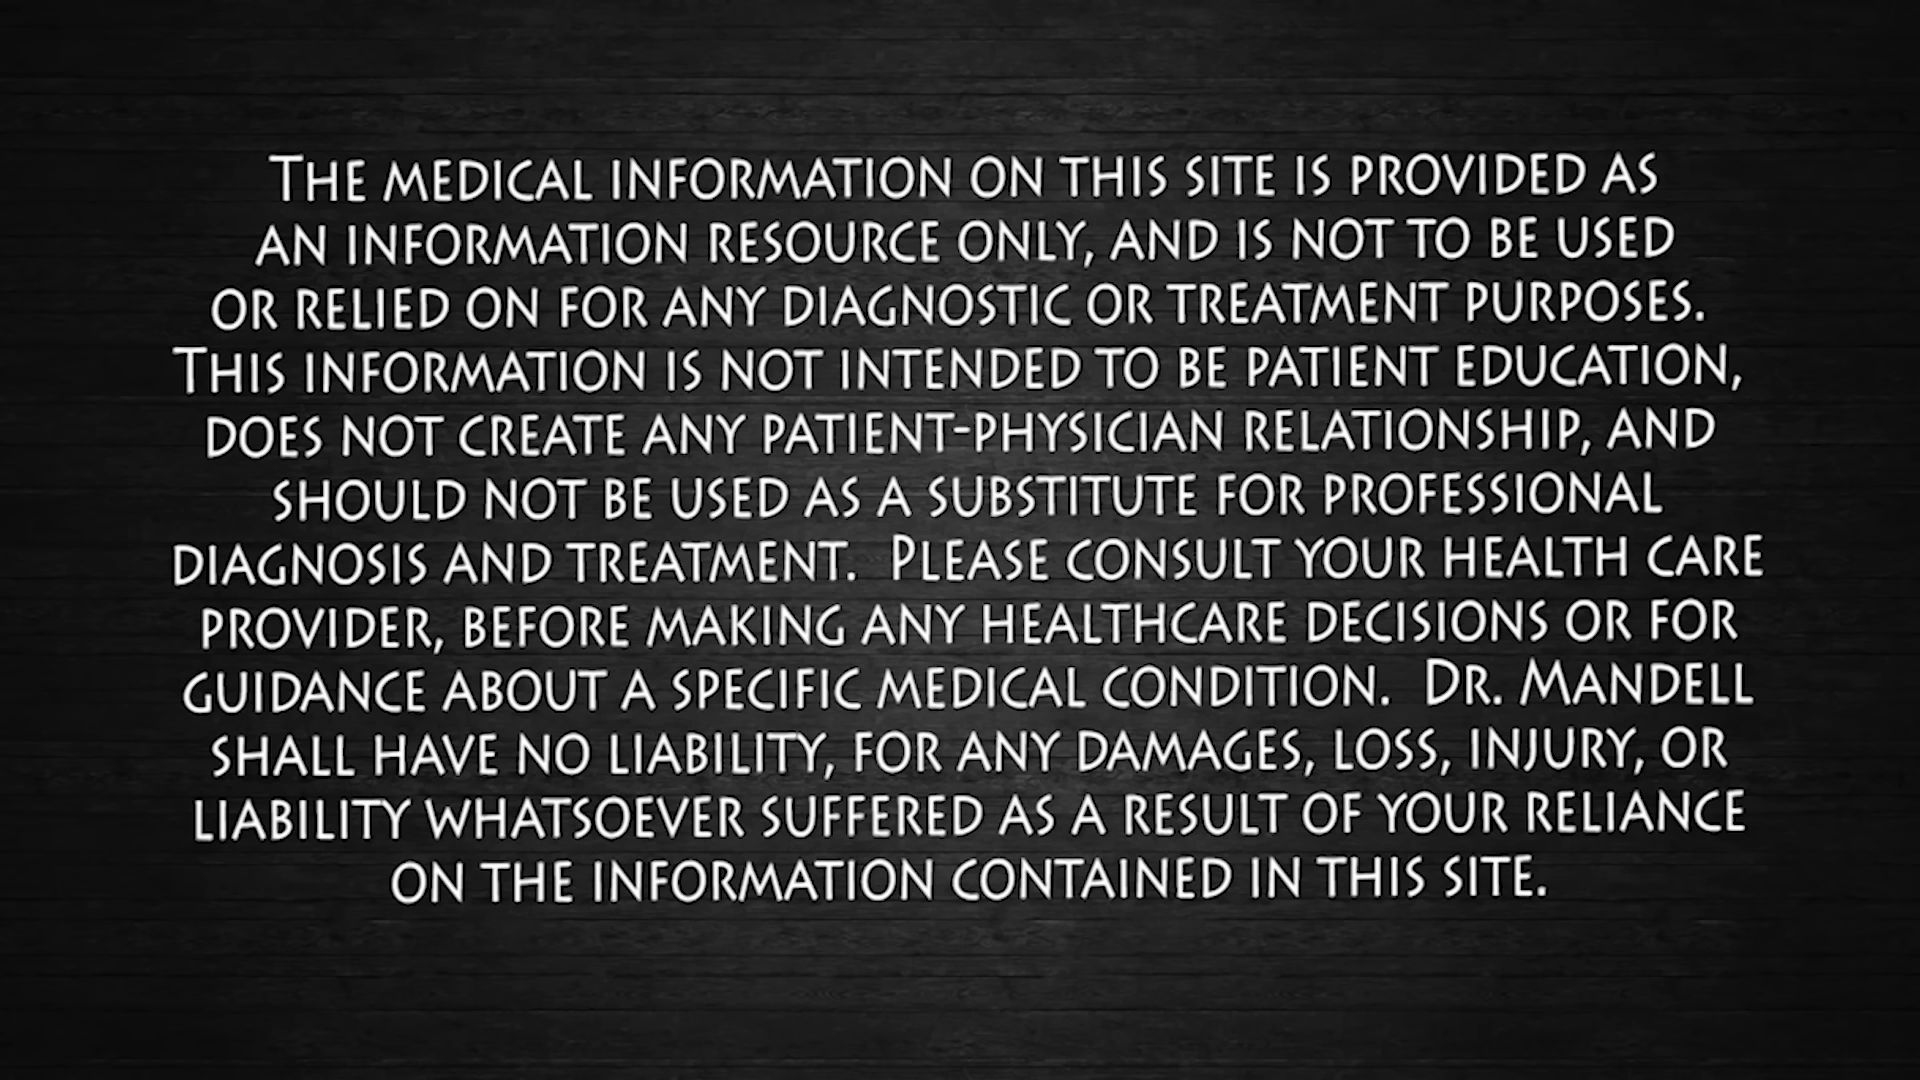 The medical information on this site is provided as
an information resource only, and is not to be used
or relied on for any diagnostic or treatment purposes.
This information is not intended to be patient education,
does not create any patient-physician relationship, and
should not be used as a substitute for professional
diagnosis and treatment.  Please consult your health care
provider, before making any healthcare decisions or for
guidance about a specific medical condition.  Dr. Mandell
shall have no liability, for any damages, loss, injury, or
liability whatsoever suffered as a result of your reliance
on the information contained in this site.